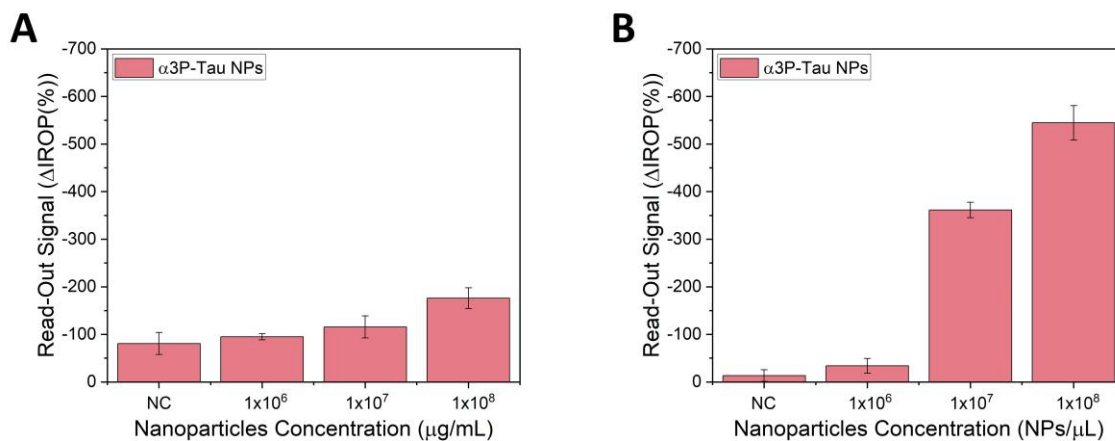 A
-700
-600
-500
-400
-300
-200
-100
0
Read-Out Signal (ΔIROP(%))
α3P-Tau NPs
NC 1x10⁶ 1x10⁷ 1x10⁸
Nanoparticles Concentration (μg/mL)
B
-700
-600
-500
-400
-300
-200
-100
0
Read-Out Signal (ΔIROP(%))
α3P-Tau NPs
NC 1x10⁶ 1x10⁷ 1x10⁸
Nanoparticles Concentration (NPs/μL)